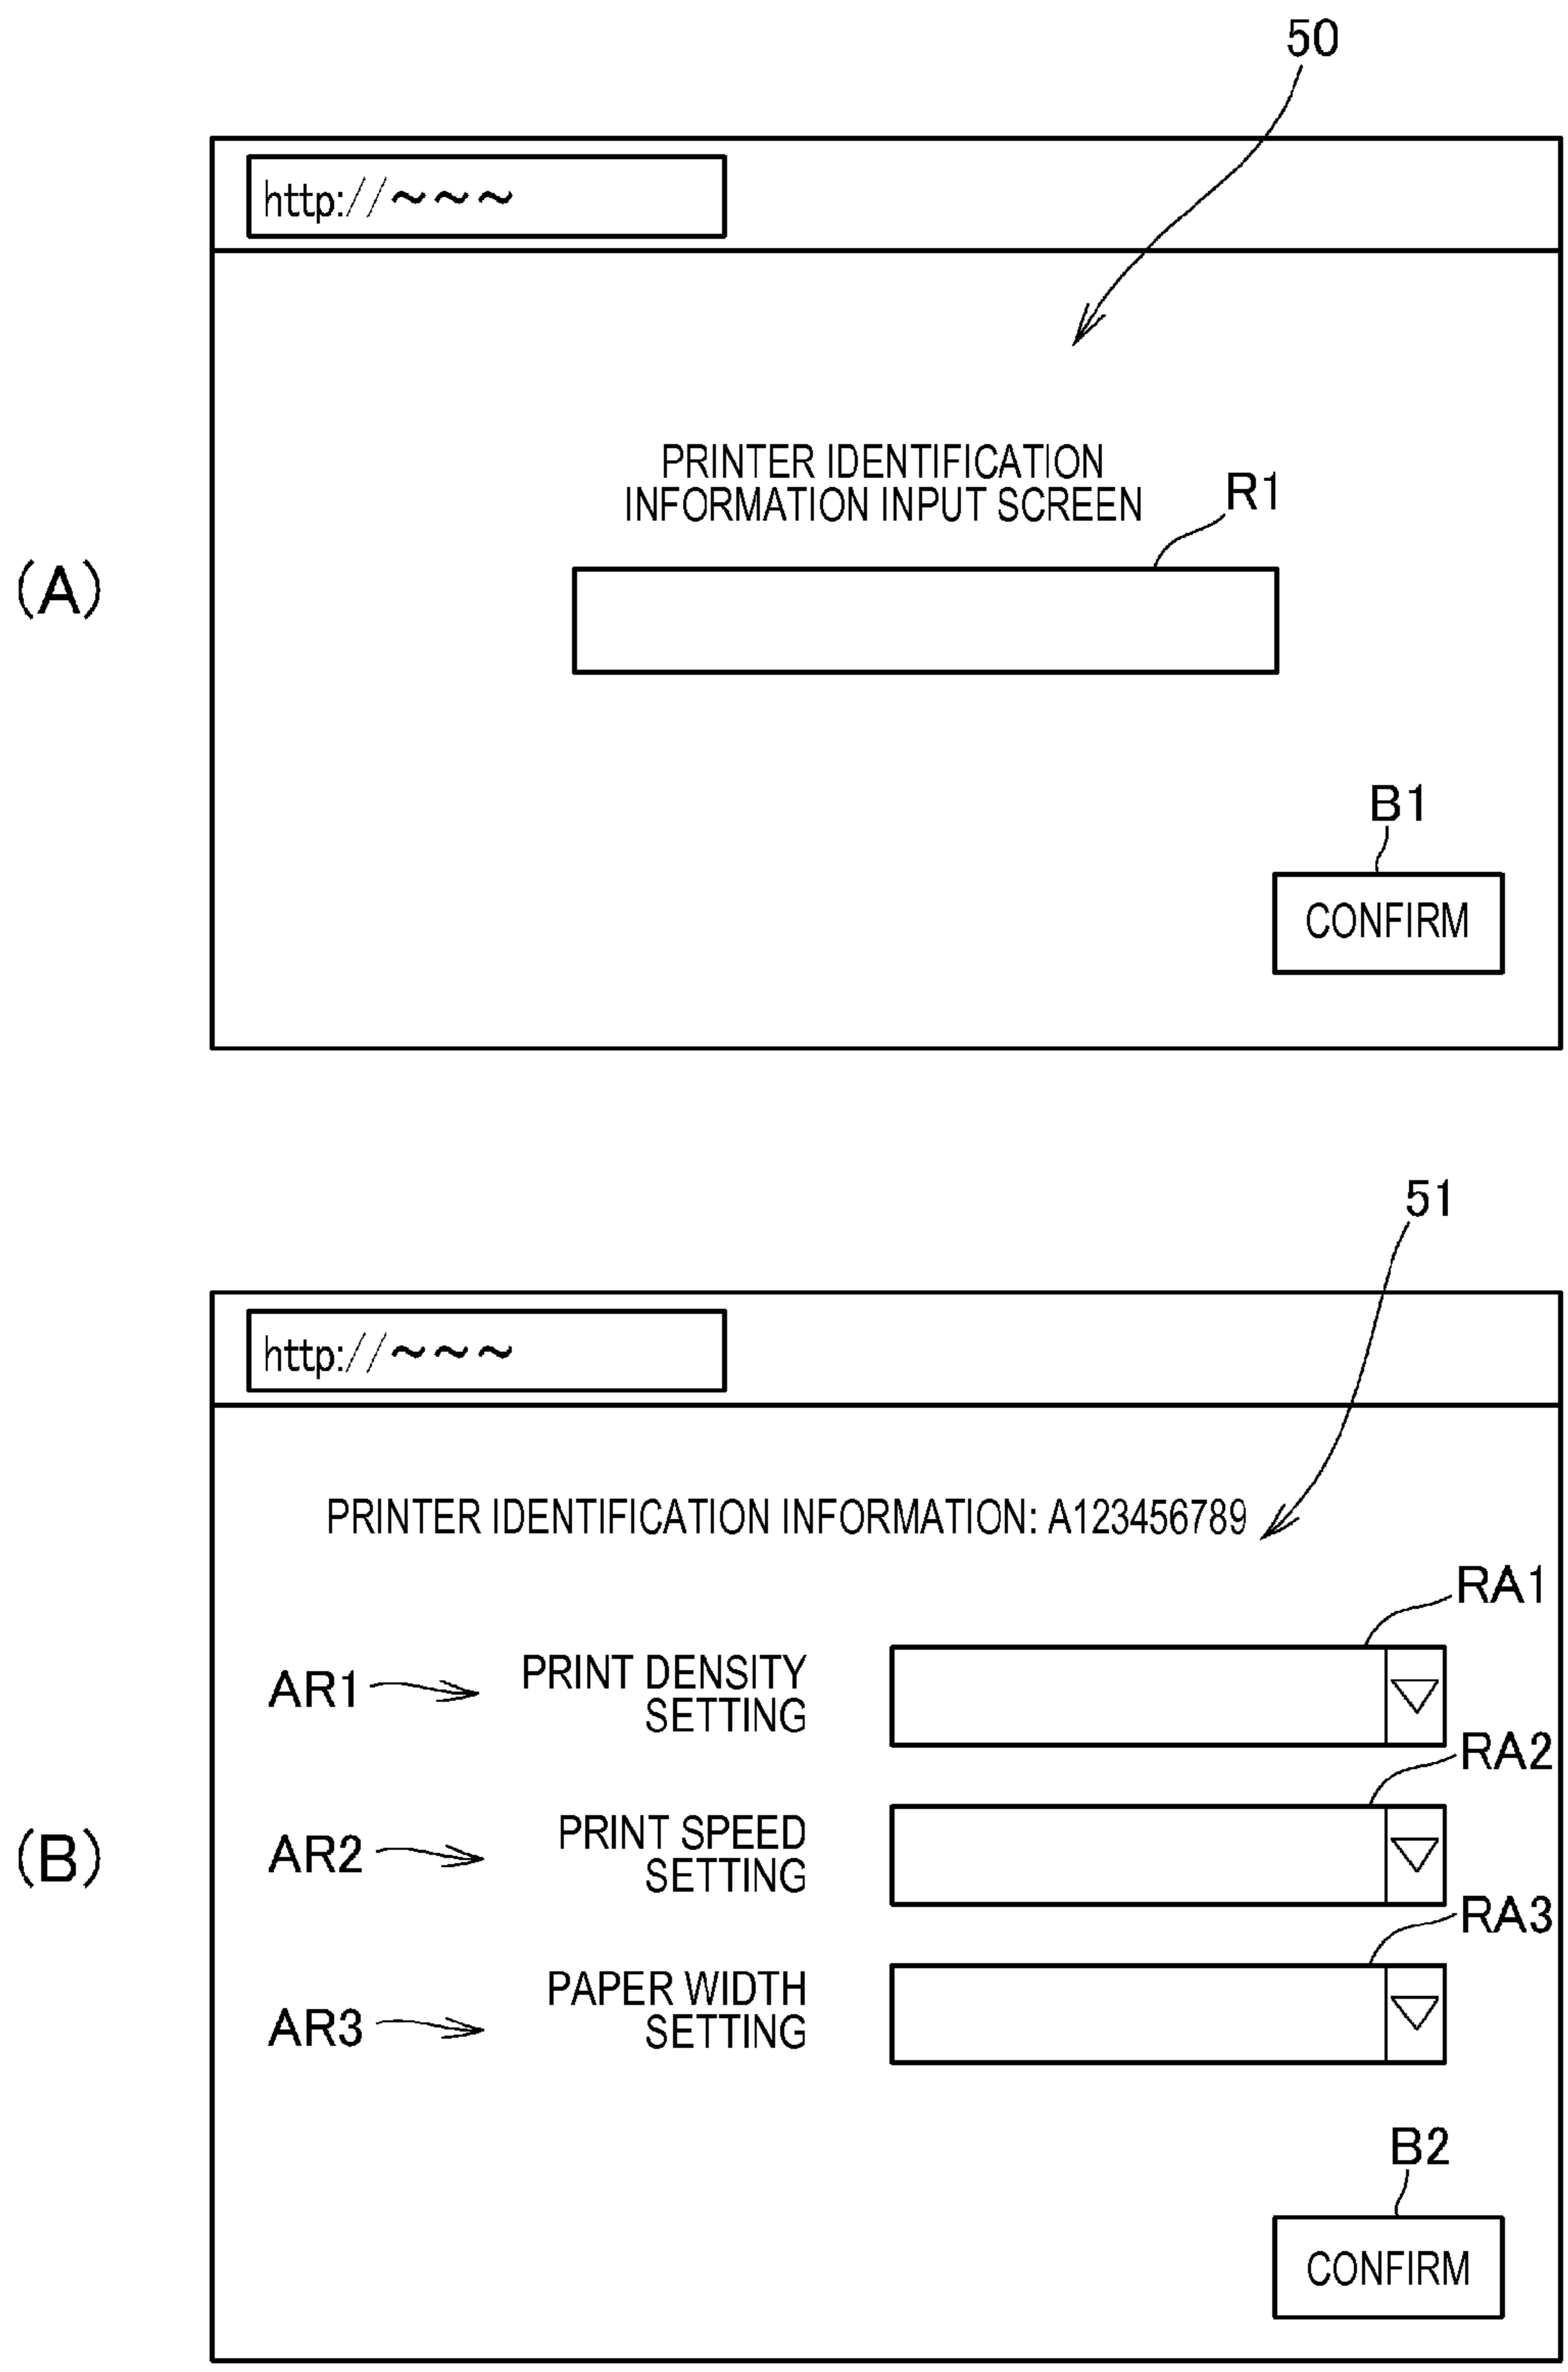 50
http://～～～
PRINTER IDENTIFICATION
INFORMATION INPUT SCREEN
R1
(A)
B1
CONFIRM
51
http://～～～
PRINTER IDENTIFICATION INFORMATION: A123456789
RA1
AR1
PRINT DENSITY
SETTING
RA2
(B)
AR2
PRINT SPEED
SETTING
RA3
AR3
PAPER WIDTH
SETTING
B2
CONFIRM